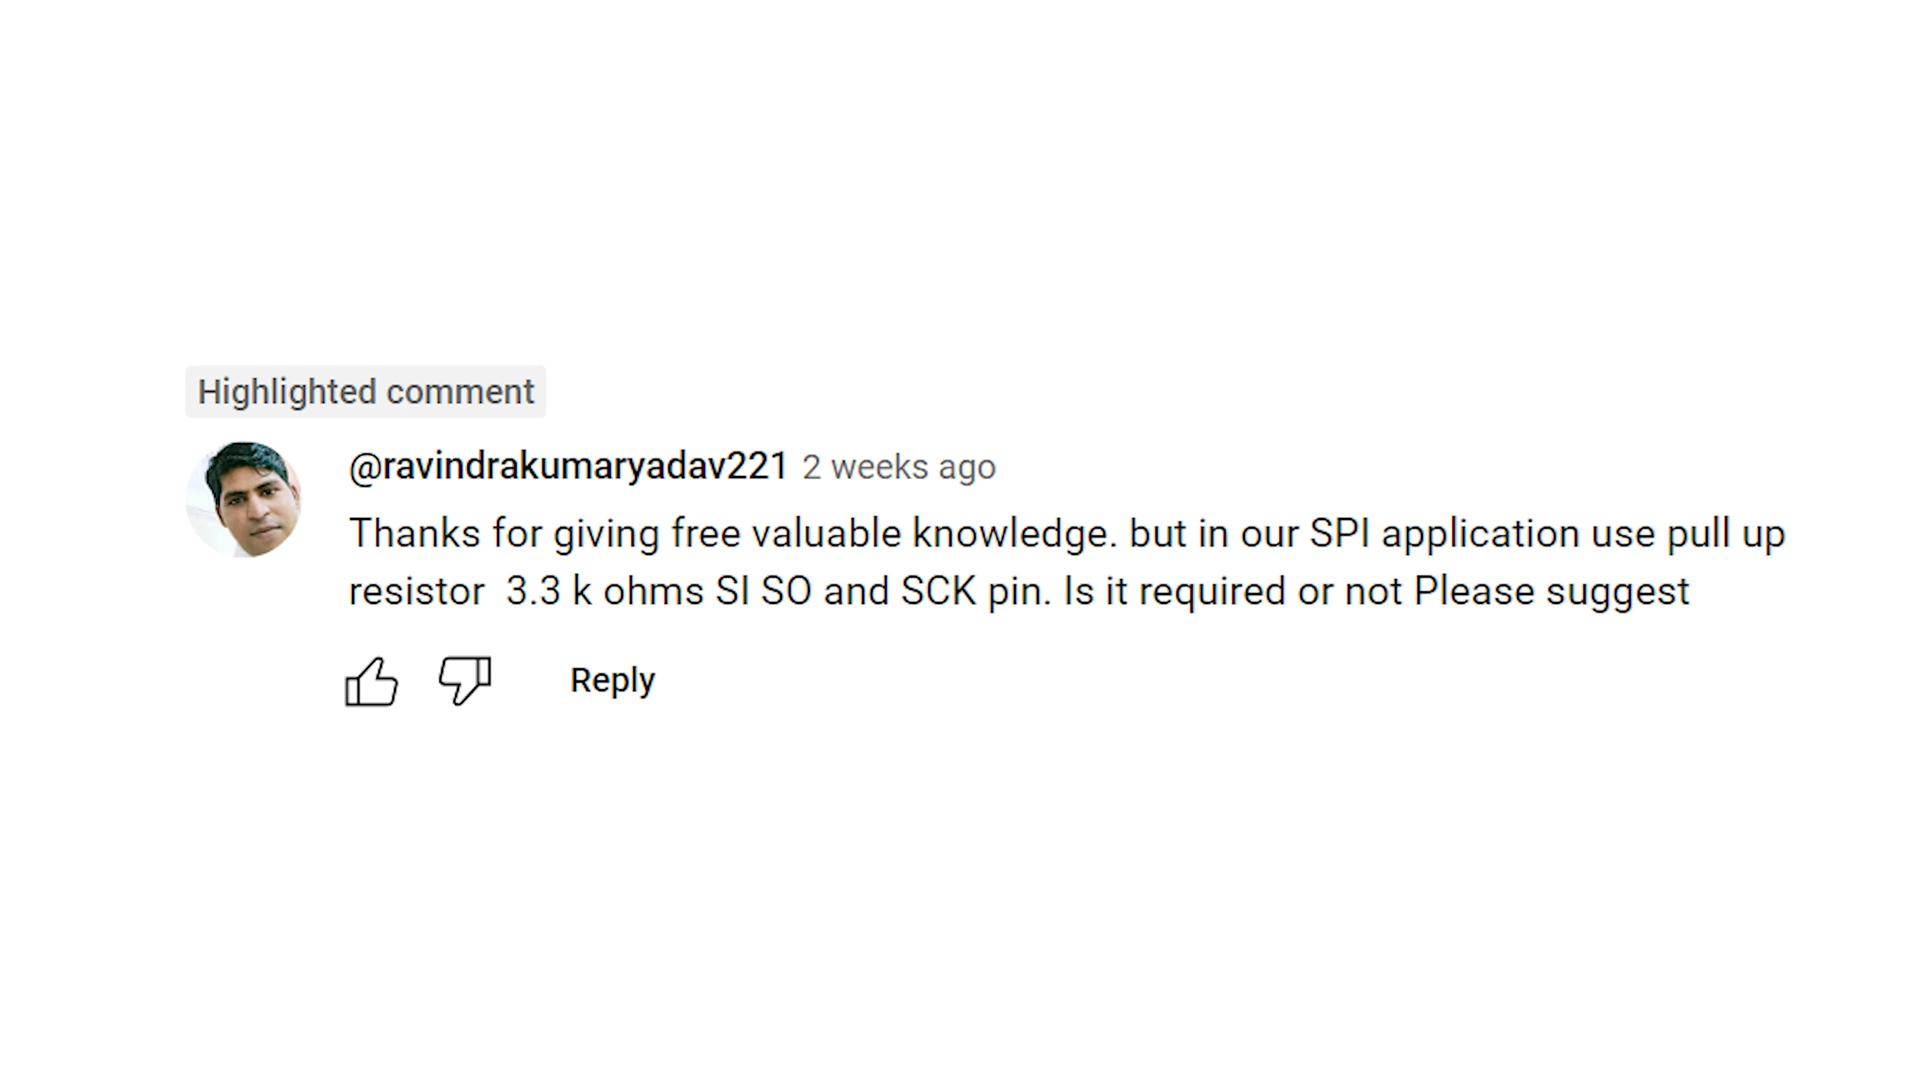 Highlighted comment
@ravindrakumaryadav221 2 weeks ago
Thanks for giving free valuable knowledge. but in our SPI application use pull up
resistor  3.3 k ohms SI SO and SCK pin. Is it required or not Please suggest
Reply